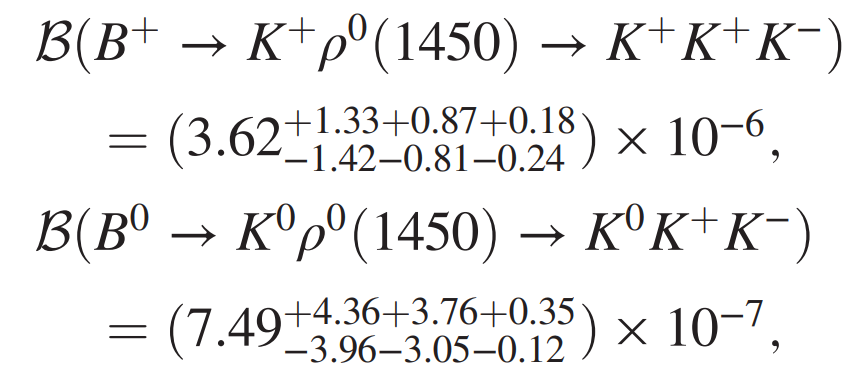 ℬ(B⁺ → K⁺ρ⁰(1450) → K⁺K⁺K⁻)
= (3.62^{+1.33+0.87+0.18}_{−1.42−0.81−0.24}) × 10⁻⁶,
ℬ(B⁰ → K⁰ρ⁰(1450) → K⁰K⁺K⁻)
= (7.49^{+4.36+3.76+0.35}_{−3.96−3.05−0.12}) × 10⁻⁷,